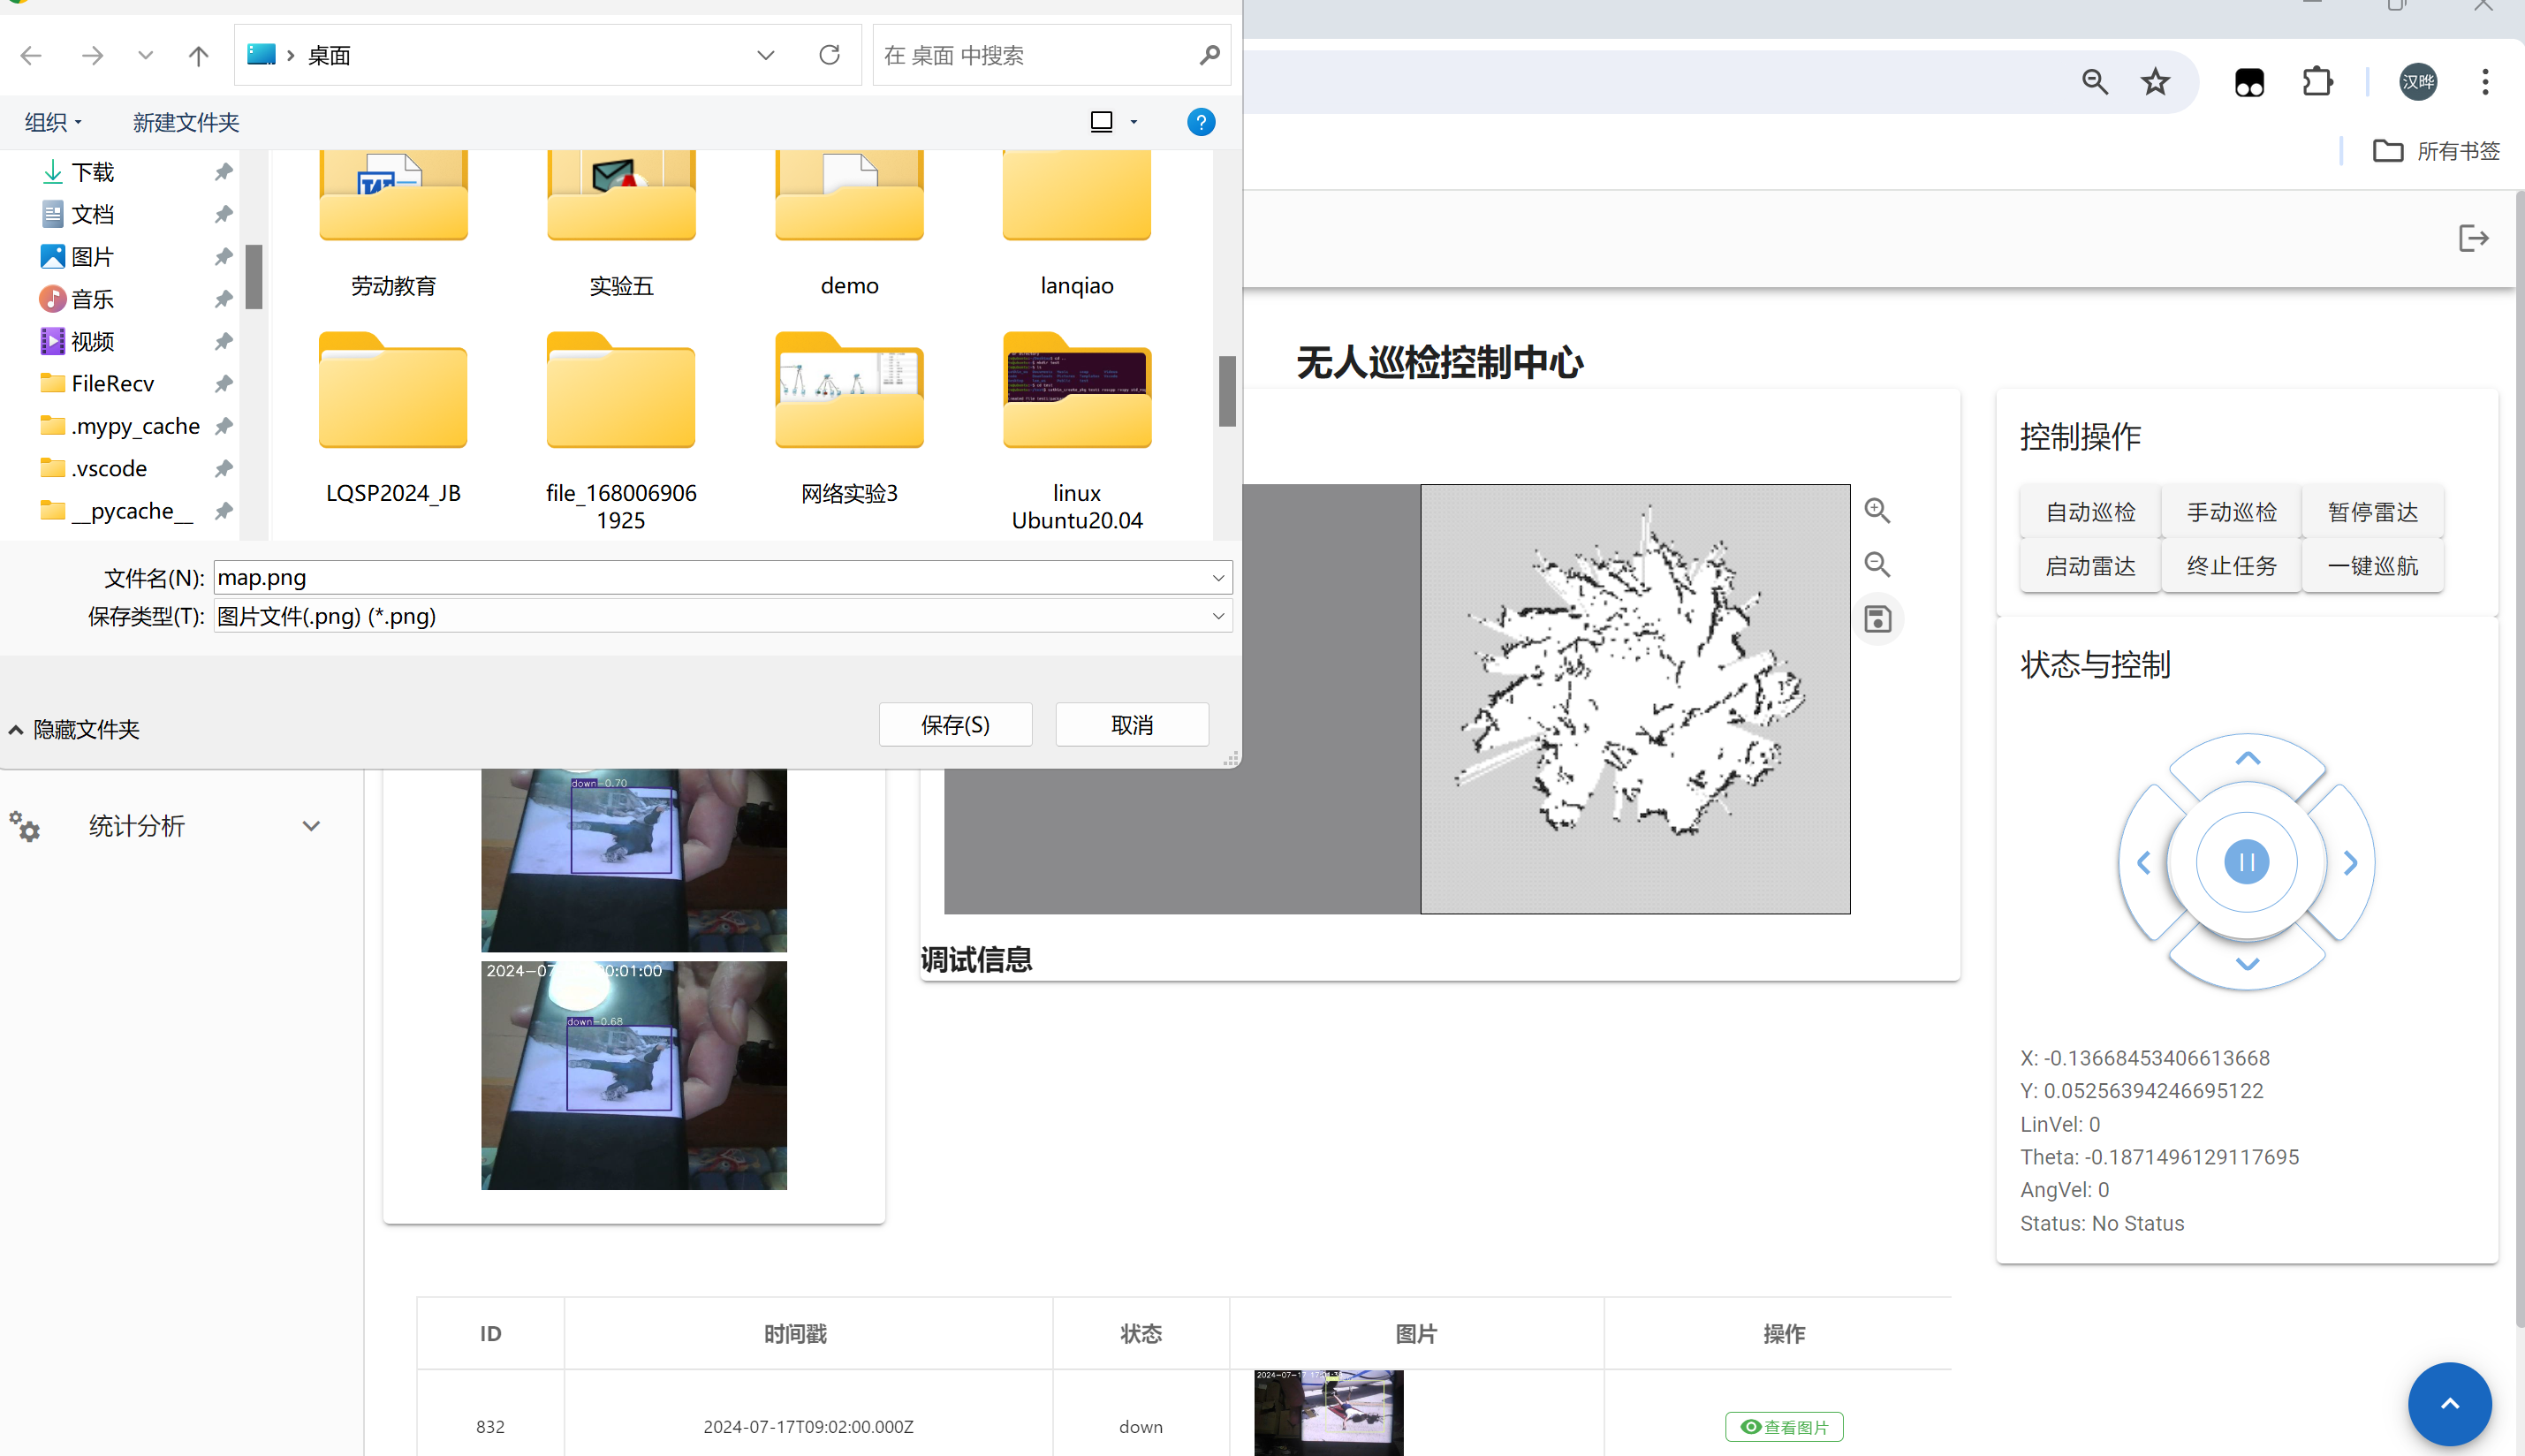 桌面
在 桌面 中搜索
汉晔
组织
新建文件夹
所有书签
下载
文档
图片
音乐
视频
FileRecv
.mypy_cache
.vscode
__pycache__
劳动教育
实验五
demo
lanqiao
LQSP2024_JB
file_168006906
1925
网络实验3
linux
Ubuntu20.04
文件名(N):
map.png
保存类型(T):
图片文件(.png) (*.png)
隐藏文件夹
保存(S)
取消
统计分析
无人巡检控制中心
down-0.70
0:01:00
down-0.68
调试信息
控制操作
自动巡检
手动巡检
暂停雷达
启动雷达
终止任务
一键巡航
状态与控制
X: -0.13668453406613668
Y: 0.05256394246695122
LinVel: 0
Theta: -0.1871496129117695
AngVel: 0
Status: No Status
ID
时间戳
状态
图片
操作
832
2024-07-17T09:02:00.000Z
down
查看图片